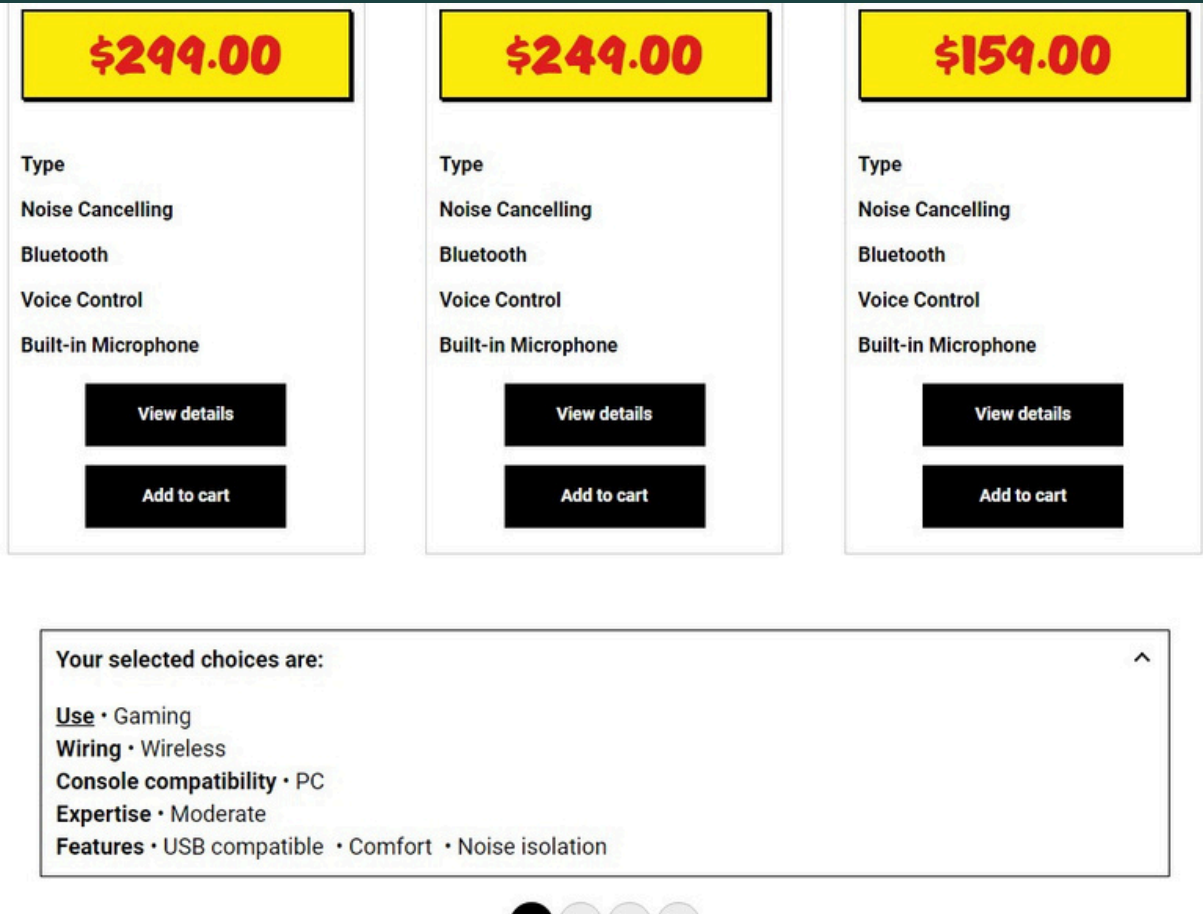 $299.00
Type
Noise Cancelling
Bluetooth
Voice Control
Built-in Microphone
View details
Add to cart
$249.00
Type
Noise Cancelling
Bluetooth
Voice Control
Built-in Microphone
View details
Add to cart
$159.00
Type
Noise Cancelling
Bluetooth
Voice Control
Built-in Microphone
View details
Add to cart
Your selected choices are:
Use • Gaming
Wiring • Wireless
Console compatibility • PC
Expertise • Moderate
Features • USB compatible • Comfort • Noise isolation